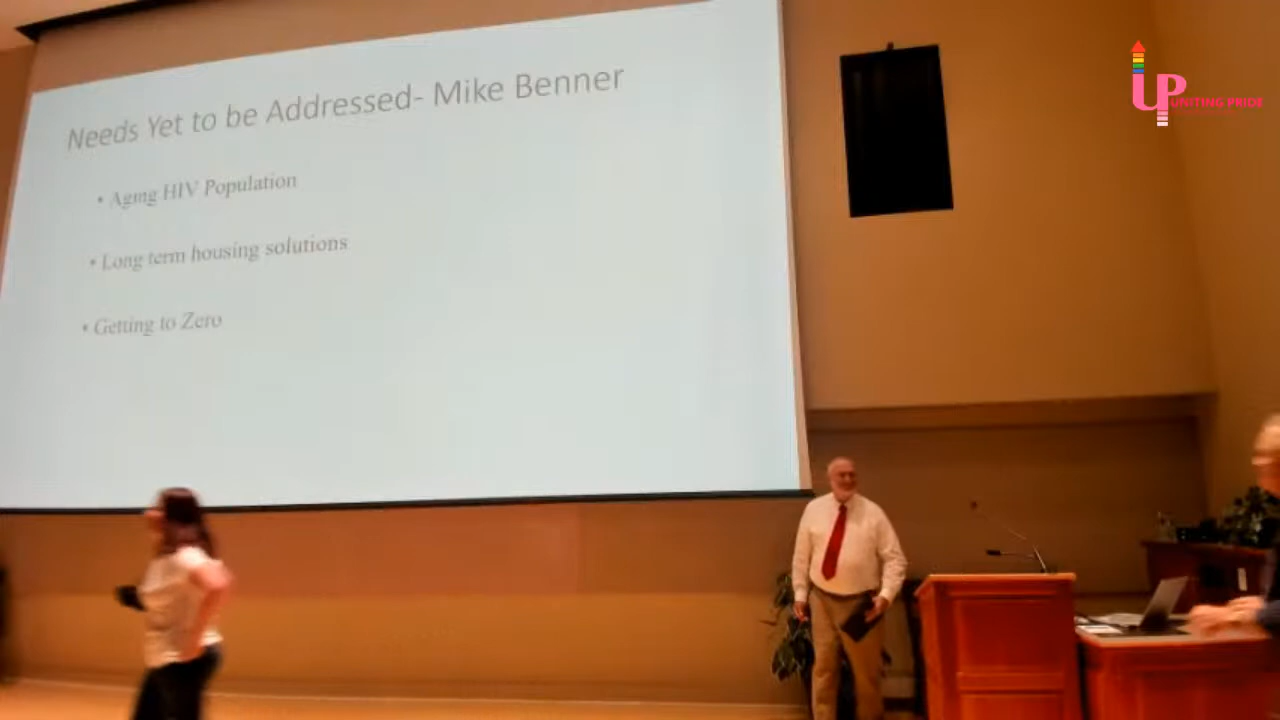 Needs Yet to be Addressed- Mike Benner
• Aging HIV Population
• Long term housing solutions
• Getting to Zero
UP
UNITING PRIDE